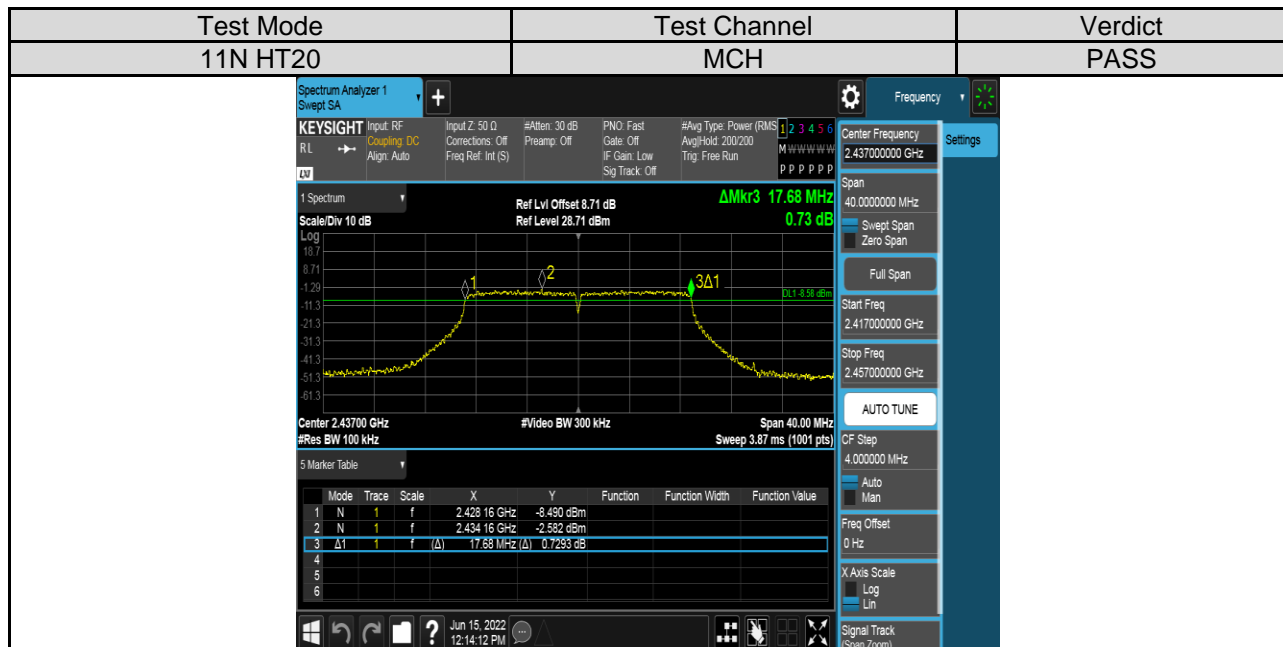 Test Mode Test Channel Verdict
11N HT20 MCH PASS
Spectrum Analyzer 1
Swept SA
+
Frequency
KEYSIGHT
RL
LXI
Input: RF
Coupling: DC
Align: Auto
Input Z: 50 Ω
Corrections: Off
Freq Ref: Int (S)
#Atten: 30 dB
Preamp: Off
PNO: Fast
Gate: Off
IF Gain: Low
Sig Track: Off
#Avg Type: Power (RMS
Avg|Hold: 200/200
Trig: Free Run
1 2 3 4 5 6
M W W W W W
P P P P P P
Center Frequency
2.437000000 GHz
Settings
1 Spectrum
Scale/Div 10 dB
Ref Lvl Offset 8.71 dB
Ref Level 28.71 dBm
ΔMkr3 17.68 MHz
0.73 dB
Log
18.7
8.71
-1.29
-11.3
-21.3
-31.3
-41.3
-51.3
-61.3
1
2
3Δ1
DL1 -8.58 dBm
Center 2.43700 GHz #Video BW 300 kHz Span 40.00 MHz
#Res BW 100 kHz Sweep 3.87 ms (1001 pts)
Span
40.0000000 MHz
Swept Span
Zero Span
Full Span
Start Freq
2.417000000 GHz
Stop Freq
2.457000000 GHz
AUTO TUNE
CF Step
4.000000 MHz
Auto
Man
Freq Offset
0 Hz
X Axis Scale
Log
Lin
Signal Track
(Span Zoom)
5 Marker Table
Mode Trace Scale X Y Function Function Width Function Value
1 N 1 f 2.428 16 GHz -8.490 dBm
2 N 1 f 2.434 16 GHz -2.582 dBm
3 Δ1 1 f (Δ) 17.68 MHz (Δ) 0.7293 dB
4
5
6
?
Jun 15, 2022
12:14:12 PM